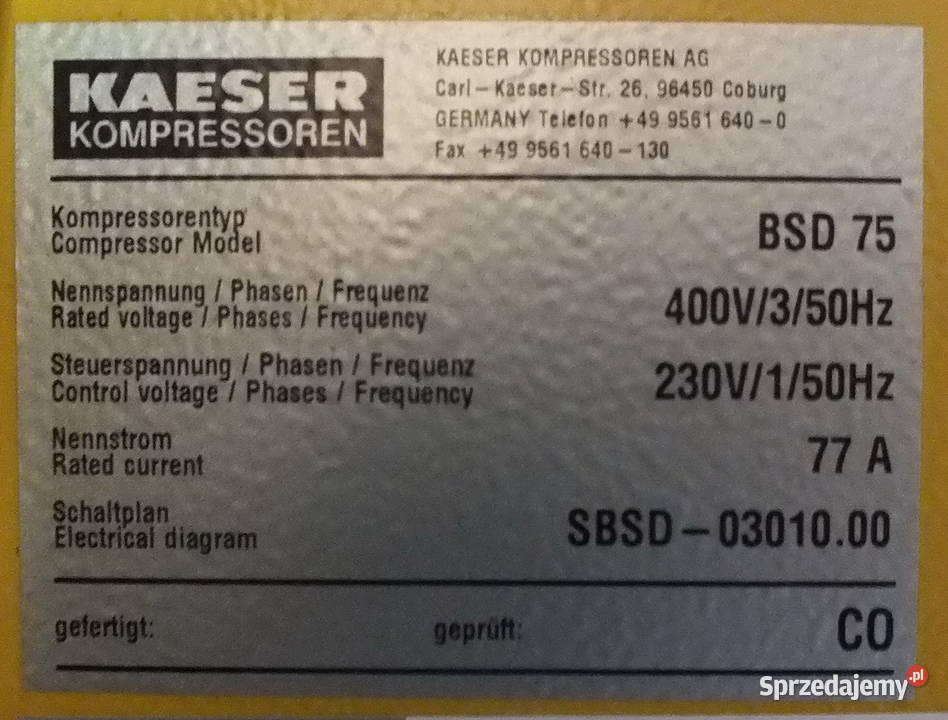 KAESER
KOMPRESSOREN
KAESER KOMPRESSOREN AG
Carl-Kaeser-Str. 26, 96450 Coburg
GERMANY Telefon +49 9561 640-0
Fax +49 9561 640-130
Kompressorentyp
Compressor Model
BSD 75
Nennspannung / Phasen / Frequenz
Rated voltage / Phases / Frequency
400V/3/50Hz
Steuerspannung / Phasen / Frequenz
Control voltage / Phases / Frequency
230V/1/50Hz
Nennstrom
Rated current
77 A
Schaltplan
Electrical diagram
SBSD-03010.00
gefertigt: geprüft: CO
Sprzedajemy.pl